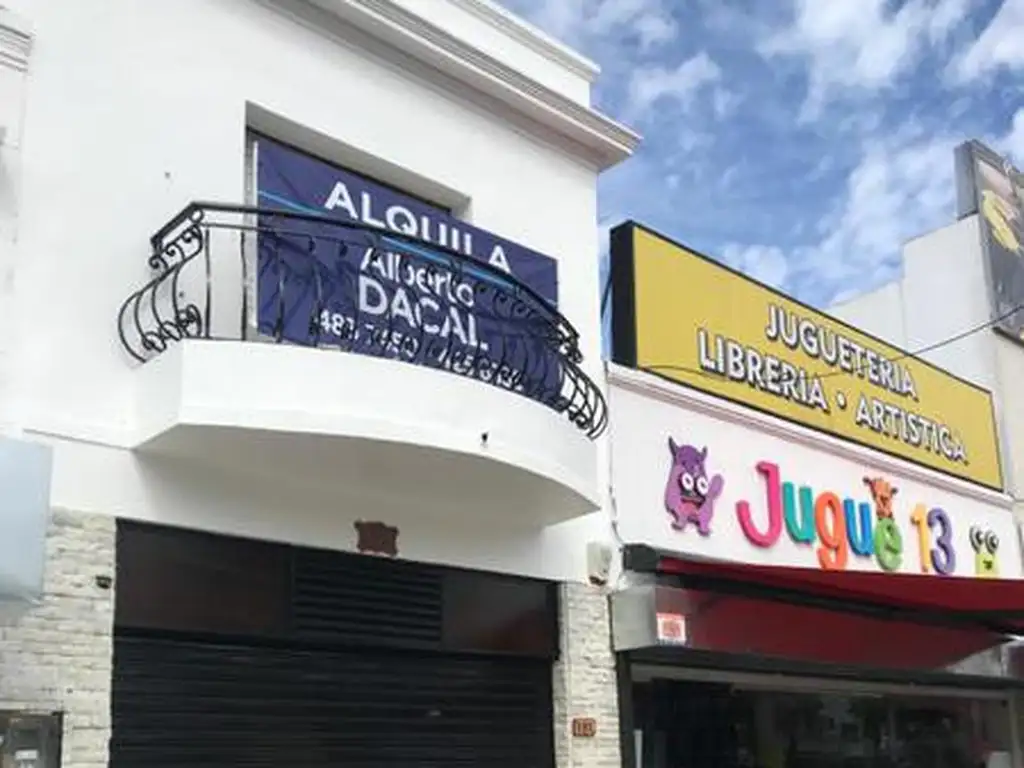 ALQUILA
Alberto
DACAL
JUGUETERIA
LIBRERIA • ARTISTICA
Jugue 13